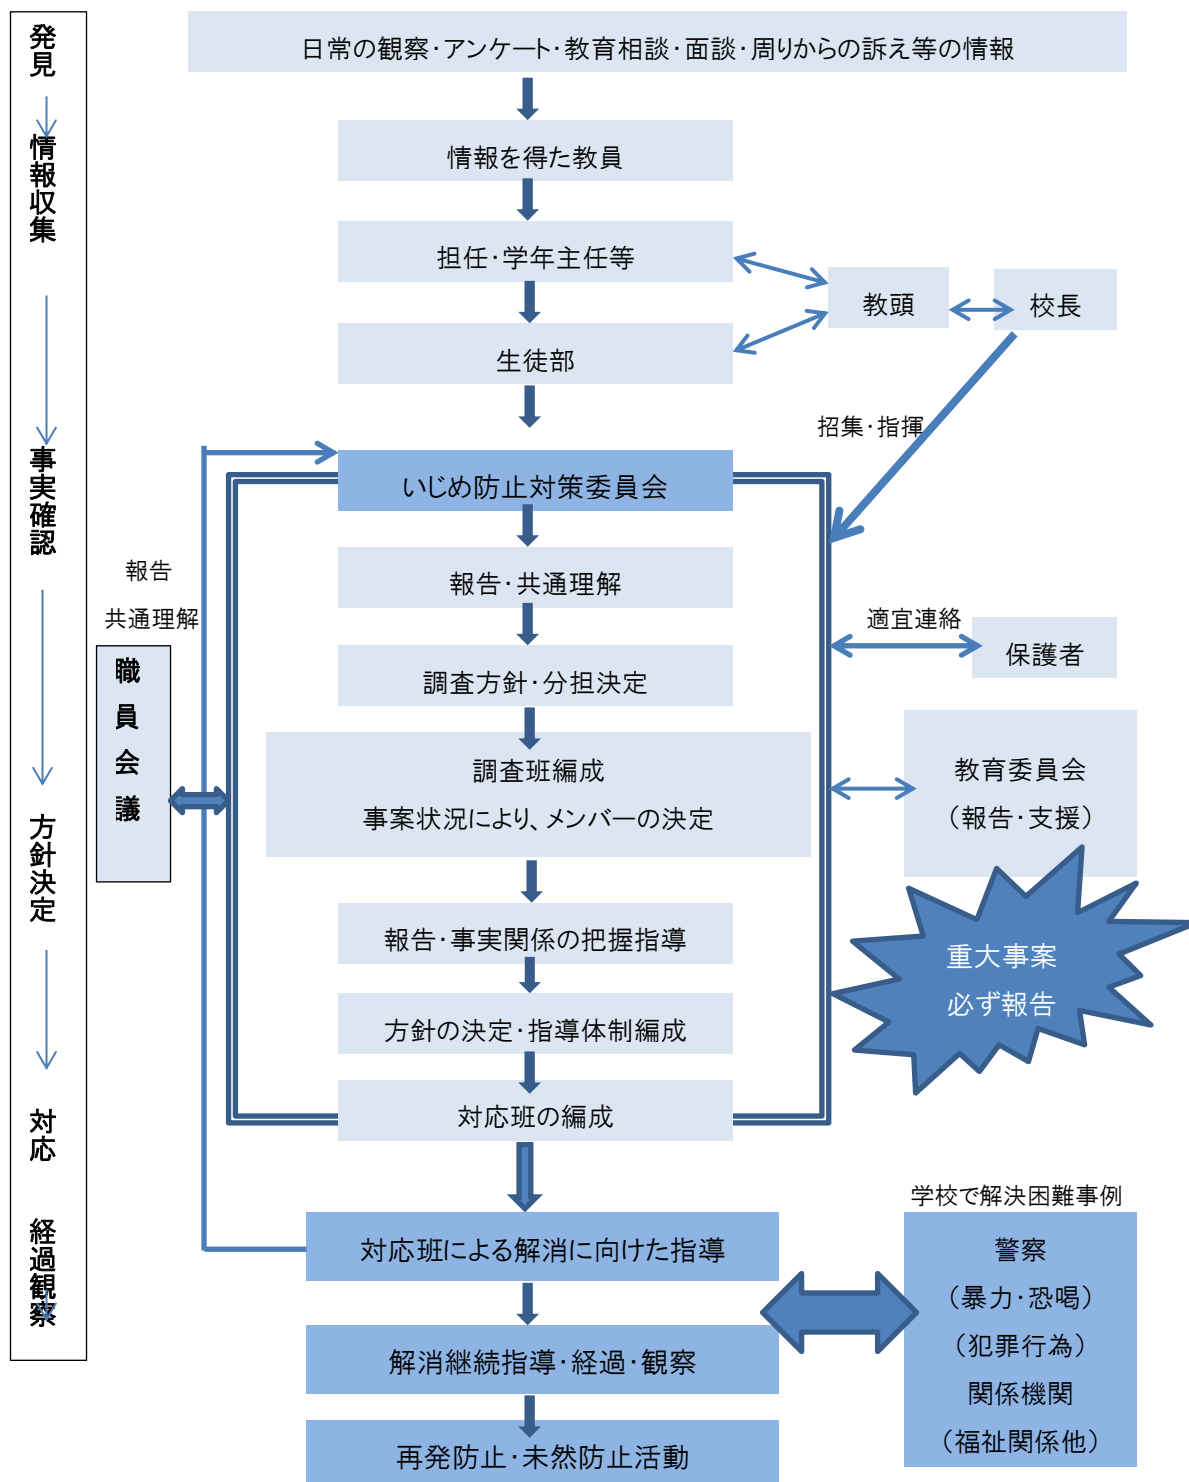 発見
情報収集
事実確認
方針決定
対応
経過観察
日常の観察・アンケート・教育相談・面談・周りからの訴え等の情報
情報を得た教員
担任・学年主任等
教頭
校長
生徒部
招集・指揮
いじめ防止対策委員会
報告
共通理解
報告・共通理解
適宜連絡
保護者
職員会議
調査方針・分担決定
調査班編成
事案状況により、メンバーの決定
教育委員会
（報告・支援）
重大事案
必ず報告
報告・事実関係の把握指導
方針の決定・指導体制編成
対応班の編成
学校で解決困難事例
対応班による解消に向けた指導
警察
（暴力・恐喝）
（犯罪行為）
関係機関
（福祉関係他）
解消継続指導・経過・観察
再発防止・未然防止活動